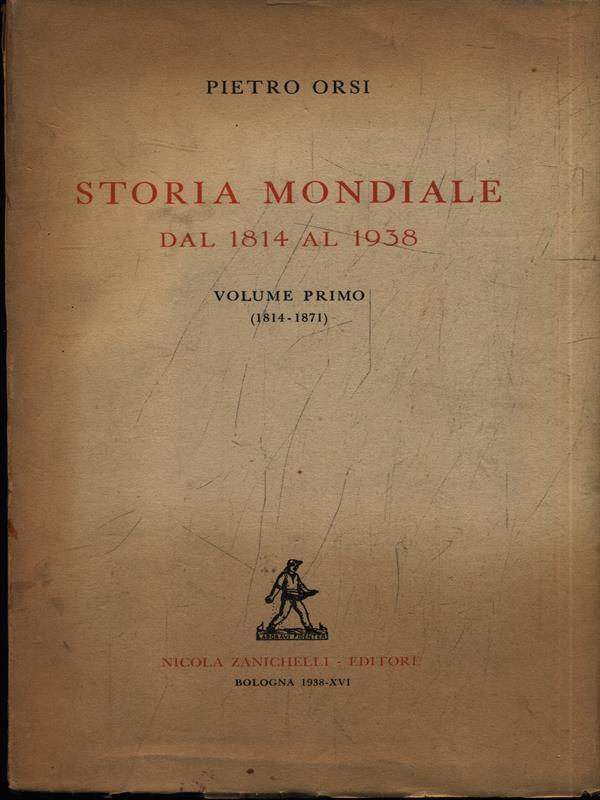 PIETRO ORSI
STORIA MONDIALE
DAL 1814 AL 1938
VOLUME PRIMO
(1814-1871)
LABORAVI FIDENTER
NICOLA ZANICHELLI - EDITORE
BOLOGNA 1938-XVI